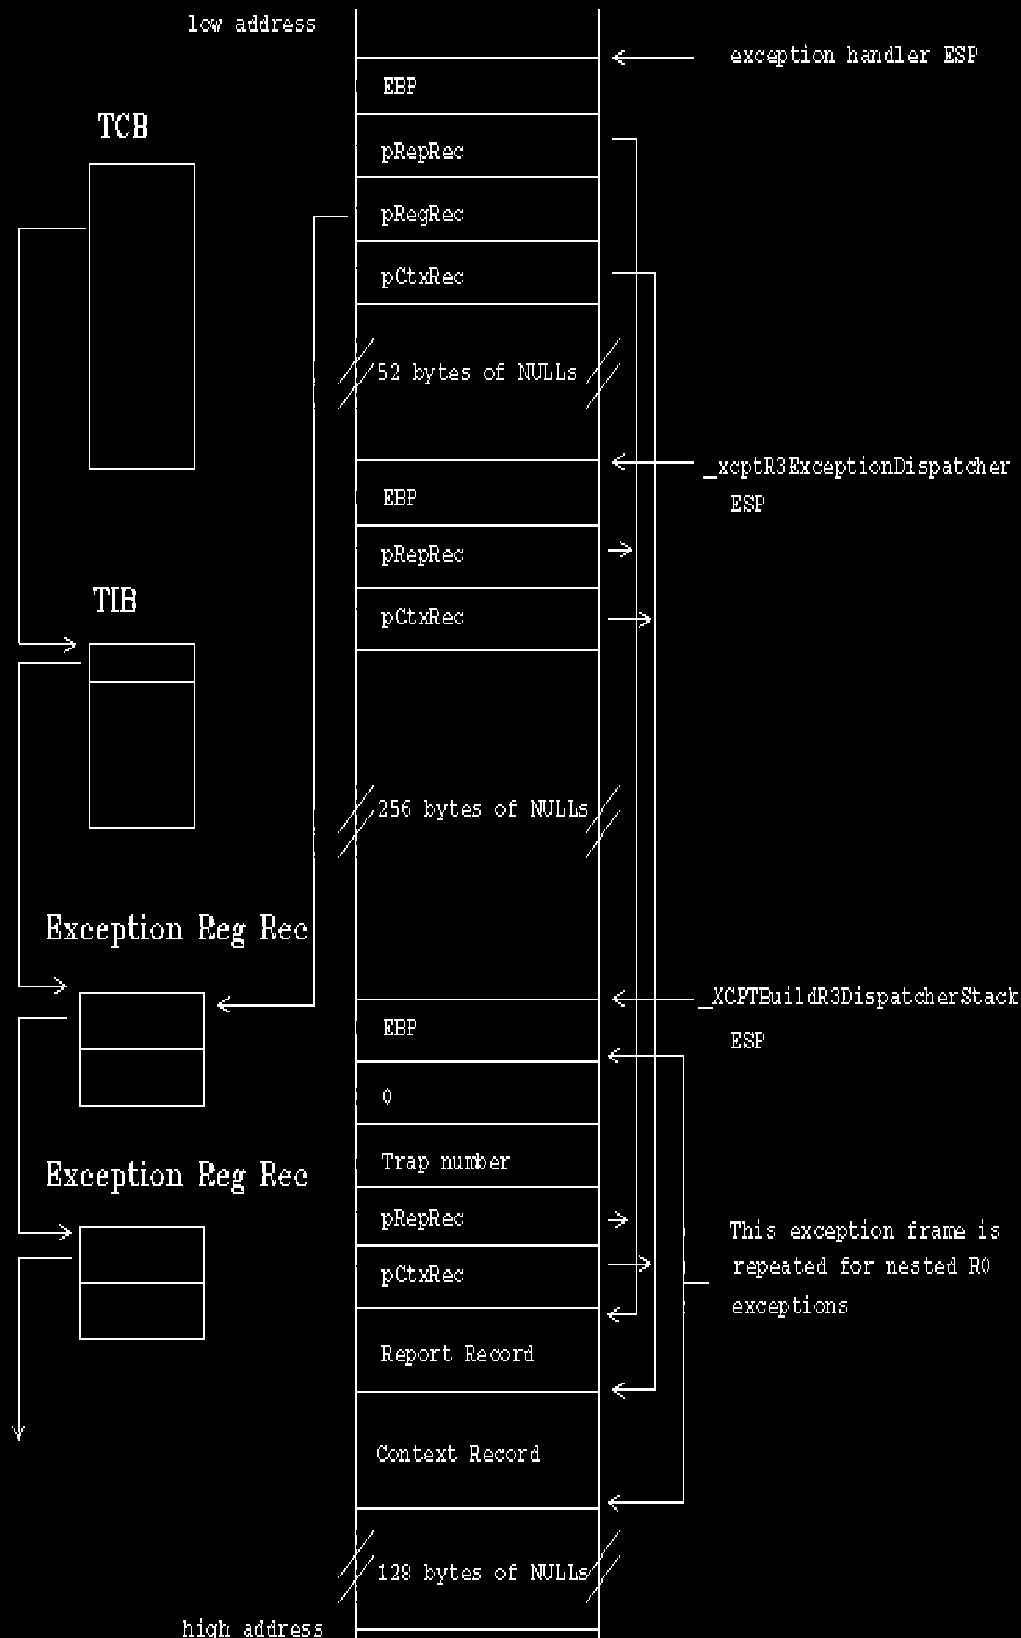 low address
exception handler ESP
EBP
TCB
pRepRec
pRegRec
pCtxRec
52 bytes of NULLs
_xcptR3ExceptionDispatcher
ESP
EBP
pRepRec
TIB
pCtxRec
256 bytes of NULLs
Exception Reg Rec
_XCPTBuildR3DispatcherStack
ESP
EBP
0
Trap number
Exception Reg Rec
pRepRec
pCtxRec
This exception frame is
repeated for nested R0
exceptions
Report Record
Context Record
128 bytes of NULLs
high address